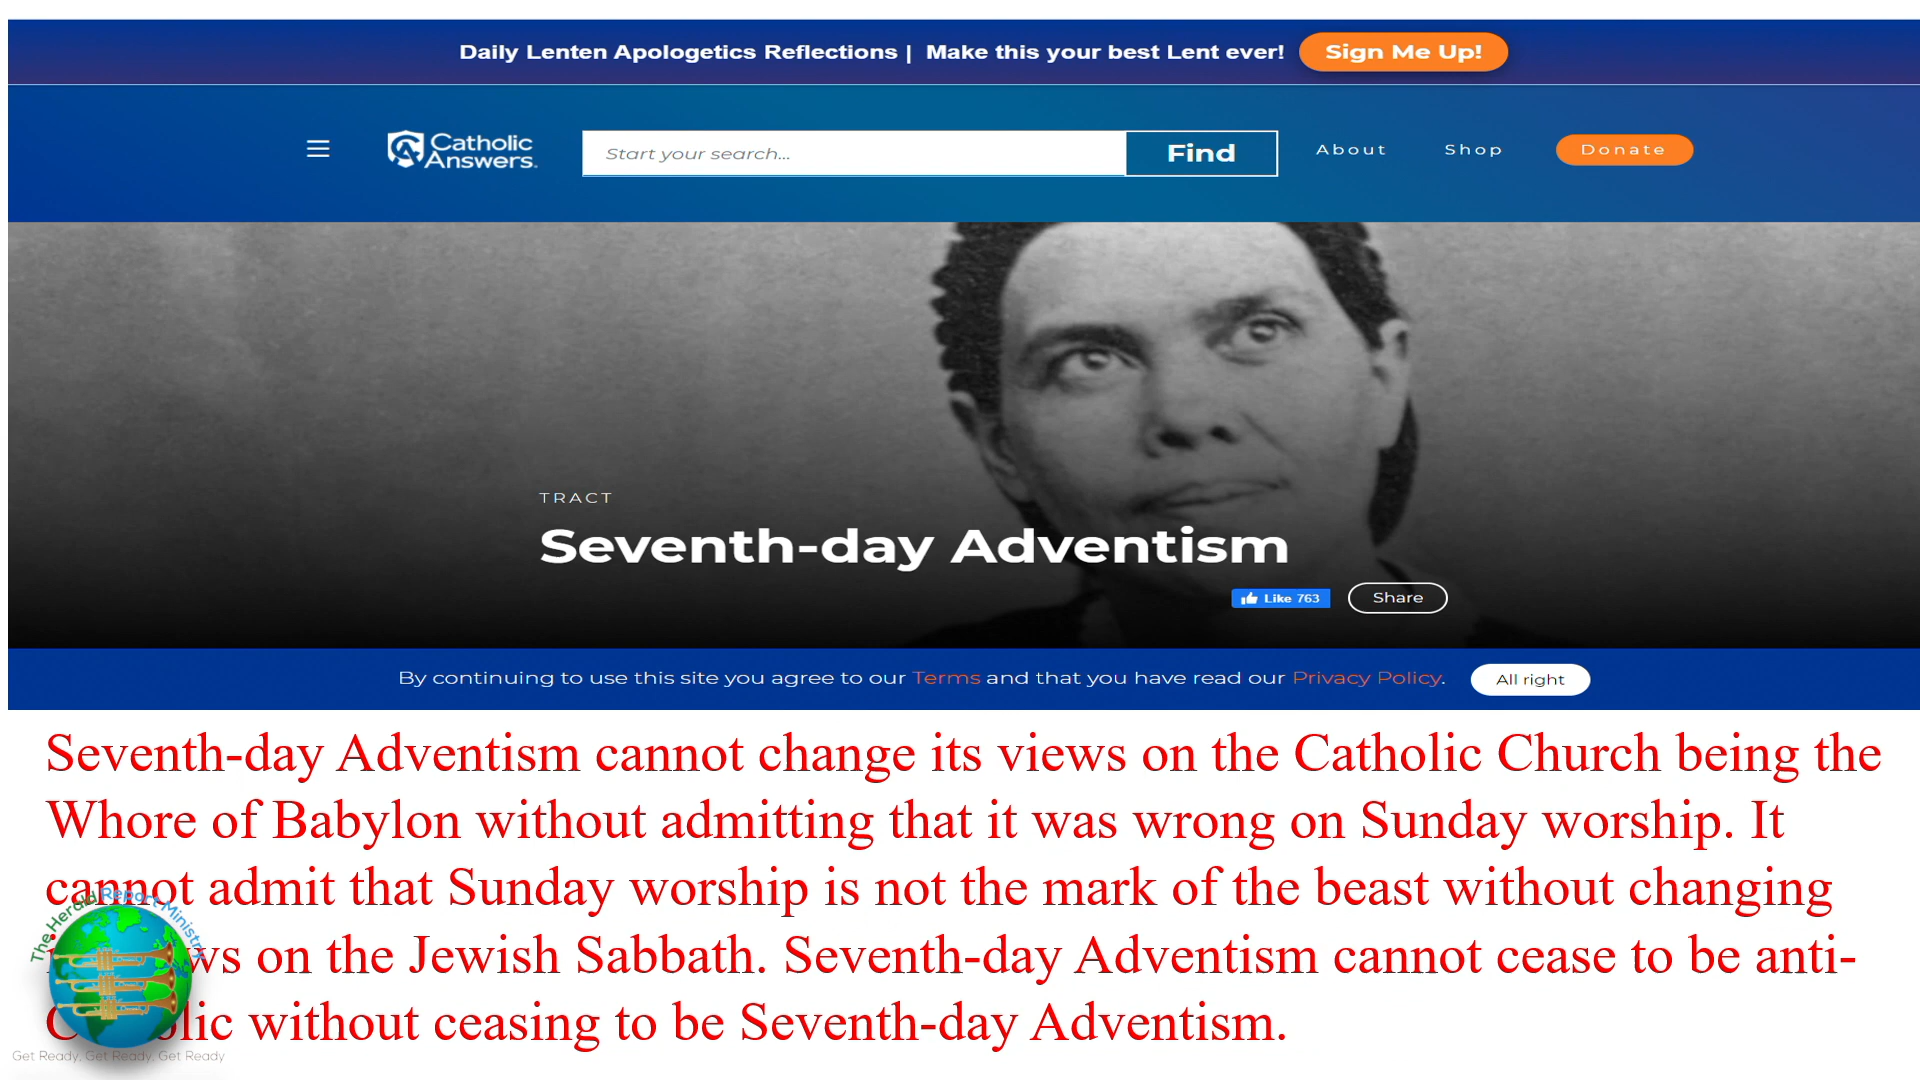 Daily Lenten Apologetics Reflections | Make this your best Lent ever! Sign Me Up!
Catholic Answers. Start your search... Find About Shop Donate
TRACT
Seventh-day Adventism
Like 763 Share
By continuing to use this site you agree to our Terms and that you have read our Privacy Policy. All right
Seventh-day Adventism cannot change its views on the Catholic Church being the
Whore of Babylon without admitting that it was wrong on Sunday worship. It
cannot admit that Sunday worship is not the mark of the beast without changing
on the Jewish Sabbath. Seventh-day Adventism cannot cease to be anti-
without ceasing to be Seventh-day Adventism.
The Herald Report Ministry
Get Ready, Get Ready, Get Ready